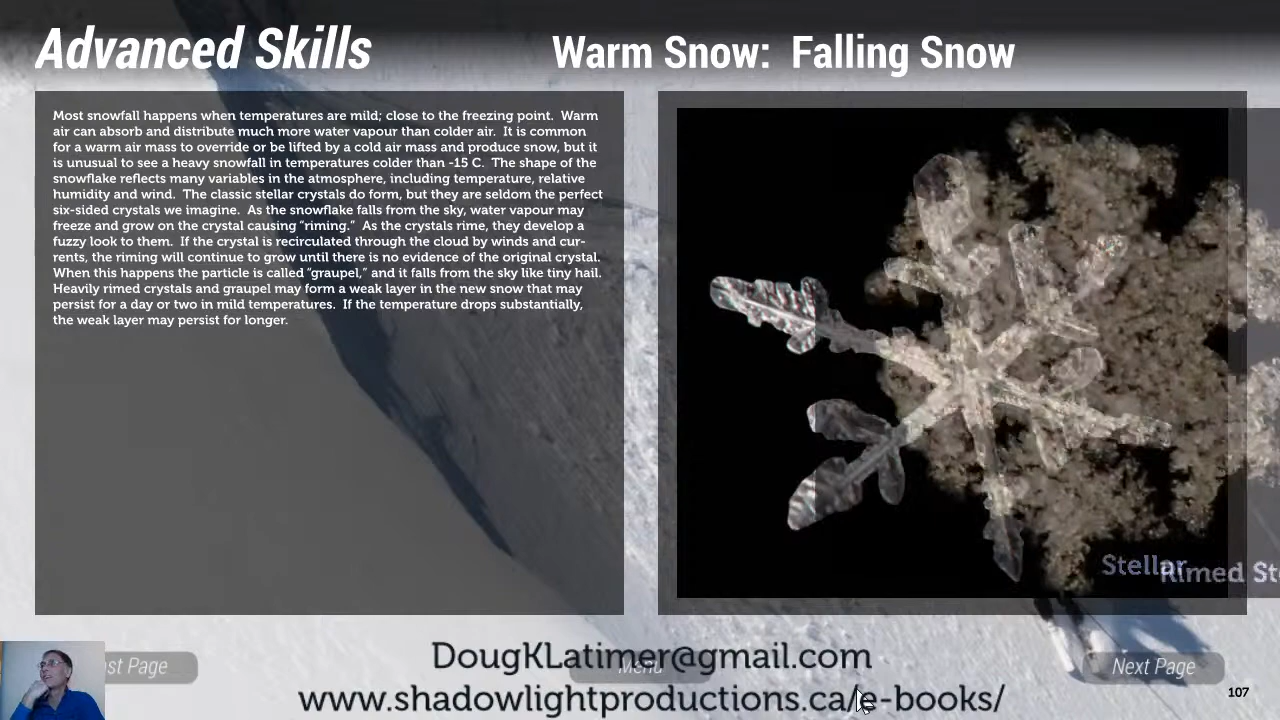 Advanced Skills
Warm Snow: Falling Snow
Most snowfall happens when temperatures are mild; close to the freezing point. Warm
air can absorb and distribute much more water vapour than colder air. It is common
for a warm air mass to override or be lifted by a cold air mass and produce snow, but it
is unusual to see a heavy snowfall in temperatures colder than -15 C. The shape of the
snowflake reflects many variables in the atmosphere, including temperature, relative
humidity and wind. The classic stellar crystals do form, but they are seldom the perfect
six-sided crystals we imagine. As the snowflake falls from the sky, water vapour may
freeze and grow on the crystal causing “riming.” As the crystals rime, they develop a
fuzzy look to them. If the crystal is recirculated through the cloud by winds and cur-
rents, the riming will continue to grow until there is no evidence of the original crystal.
When this happens the particle is called “graupel,” and it falls from the sky like tiny hail.
Heavily rimed crystals and graupel may form a weak layer in the new snow that may
persist for a day or two in mild temperatures. If the temperature drops substantially,
the weak layer may persist for longer.
Stellar
Rimed St
st Page
Menu
Next Page
DougKLatimer@gmail.com
www.shadowlightproductions.ca/e-books/
107